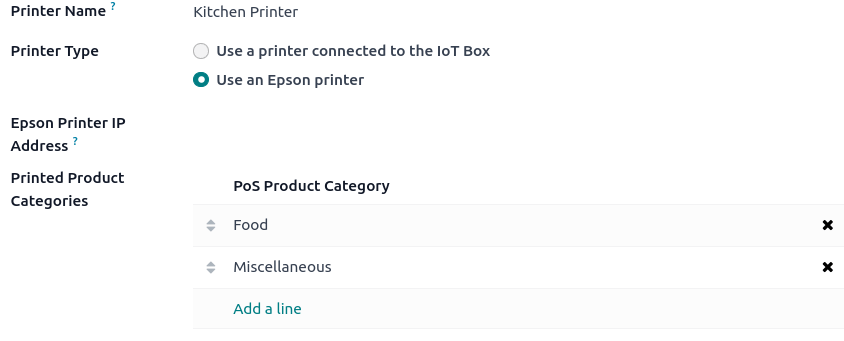 Printer Name ?
Kitchen Printer
Printer Type
Use a printer connected to the IoT Box
Use an Epson printer
Epson Printer IP
Address ?
Printed Product
Categories
PoS Product Category
Food
Miscellaneous
Add a line